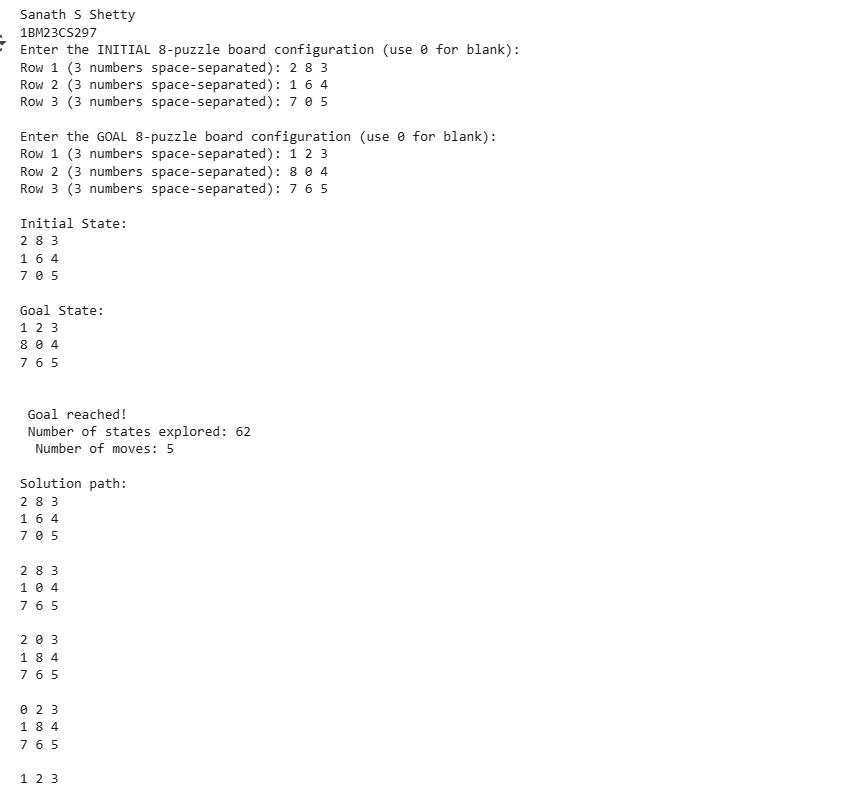 Sanath S Shetty
1BM23CS297
Enter the INITIAL 8-puzzle board configuration (use 0 for blank):
Row 1 (3 numbers space-separated): 2 8 3
Row 2 (3 numbers space-separated): 1 6 4
Row 3 (3 numbers space-separated): 7 0 5

Enter the GOAL 8-puzzle board configuration (use 0 for blank):
Row 1 (3 numbers space-separated): 1 2 3
Row 2 (3 numbers space-separated): 8 0 4
Row 3 (3 numbers space-separated): 7 6 5

Initial State:
2 8 3
1 6 4
7 0 5

Goal State:
1 2 3
8 0 4
7 6 5

Goal reached!
Number of states explored: 62
Number of moves: 5

Solution path:
2 8 3
1 6 4
7 0 5

2 8 3
1 0 4
7 6 5

2 0 3
1 8 4
7 6 5

0 2 3
1 8 4
7 6 5

1 2 3